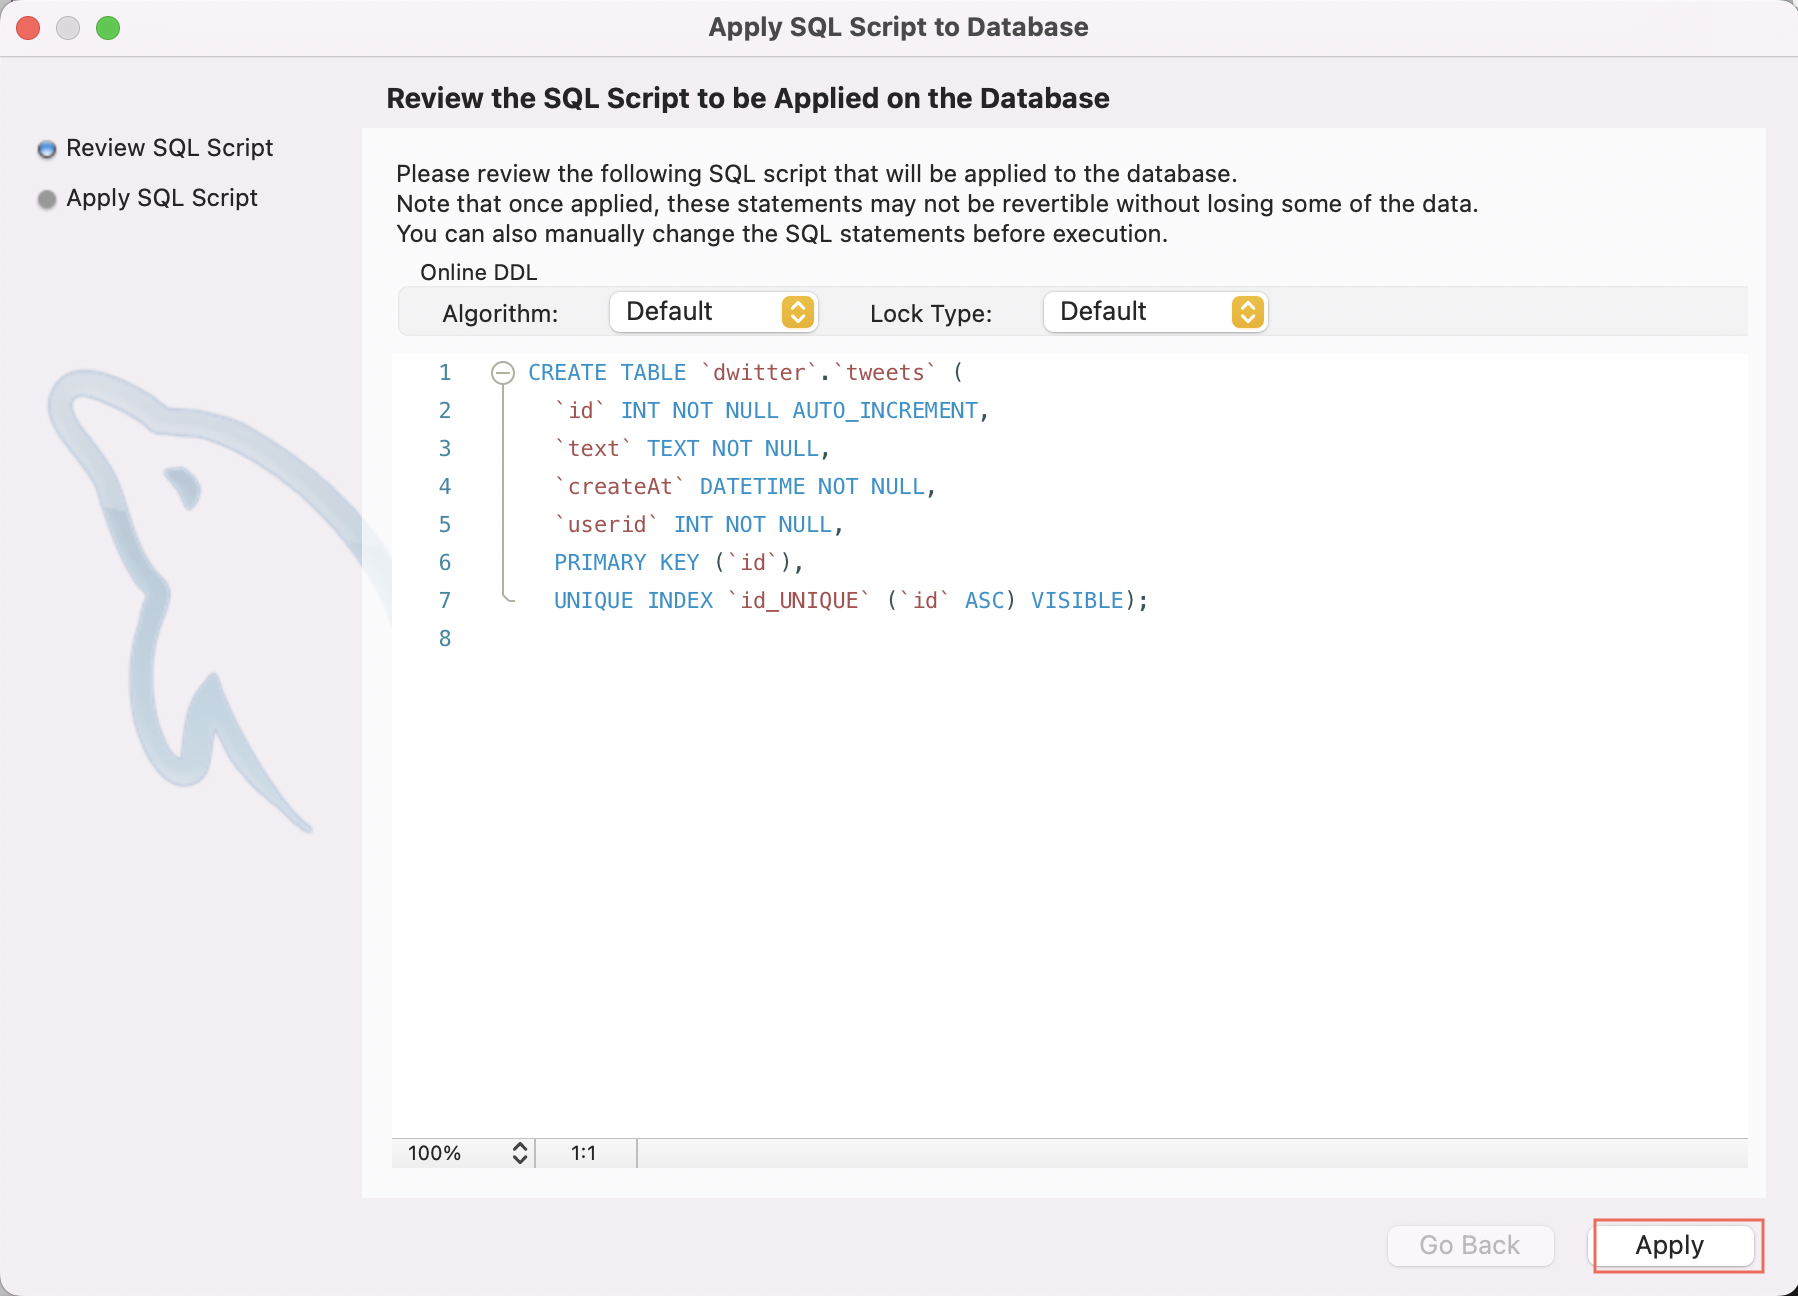 Apply SQL Script to Database
Review the SQL Script to be Applied on the Database
Review SQL Script
Apply SQL Script
Please review the following SQL script that will be applied to the database.
Note that once applied, these statements may not be revertible without losing some of the data.
You can also manually change the SQL statements before execution.
Online DDL
Algorithm: Default Lock Type: Default
1 CREATE TABLE `dwitter`.`tweets` (
2 `id` INT NOT NULL AUTO_INCREMENT,
3 `text` TEXT NOT NULL,
4 `createAt` DATETIME NOT NULL,
5 `userid` INT NOT NULL,
6 PRIMARY KEY (`id`),
7 UNIQUE INDEX `id_UNIQUE` (`id` ASC) VISIBLE);
8
100% 1:1
Go Back Apply